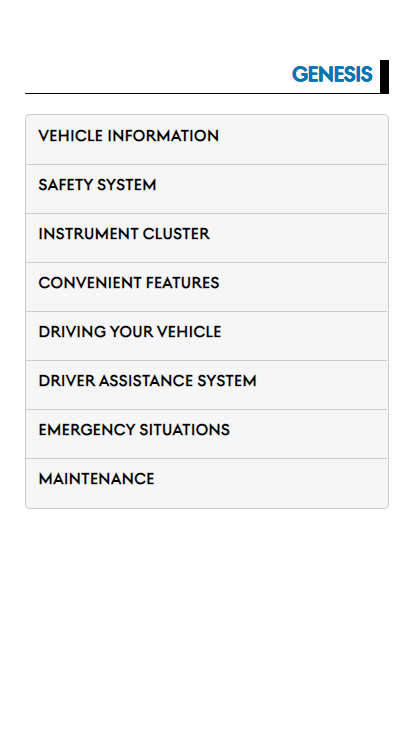 GENESIS
VEHICLE INFORMATION
SAFETY SYSTEM
INSTRUMENT CLUSTER
CONVENIENT FEATURES
DRIVING YOUR VEHICLE
DRIVER ASSISTANCE SYSTEM
EMERGENCY SITUATIONS
MAINTENANCE